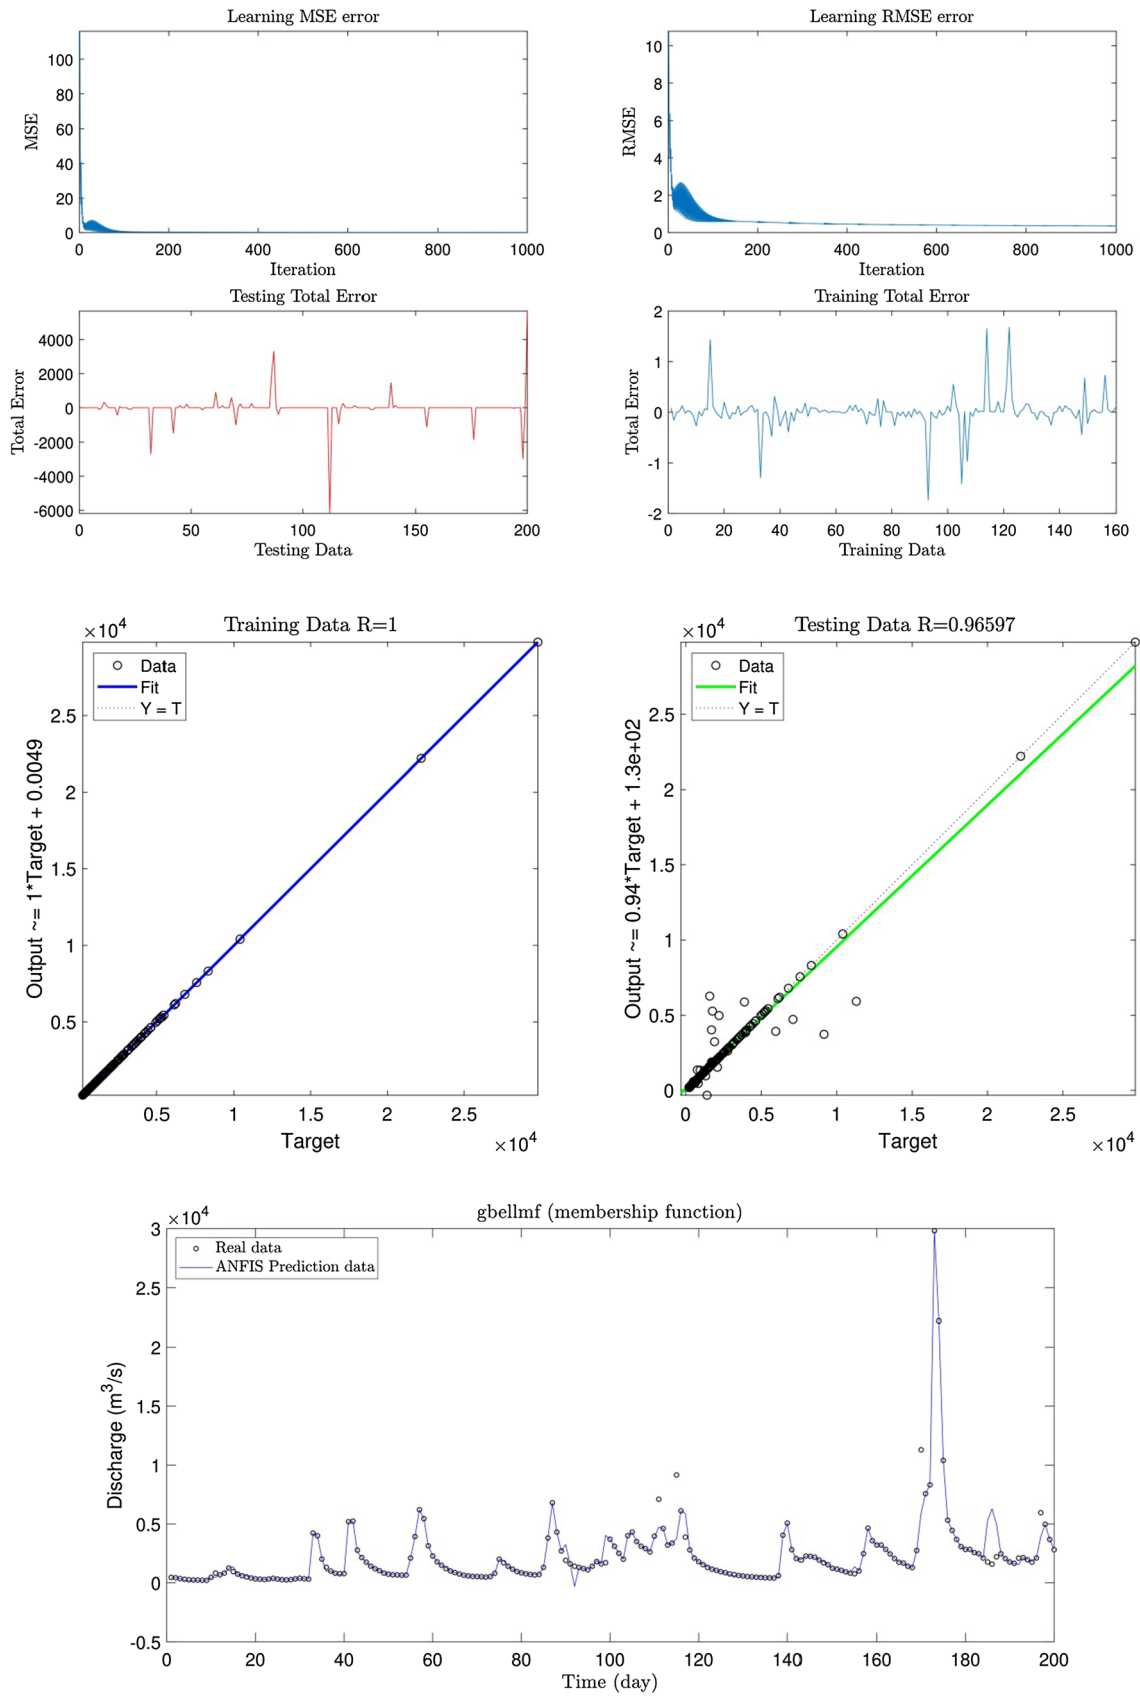 Learning MSE error
100
80
60
40
20
0
MSE
0 200 400 600 800 1000
Iteration
Learning RMSE error
10
8
6
4
2
0
RMSE
0 200 400 600 800 1000
Iteration
Testing Total Error
4000
2000
0
-2000
-4000
-6000
Total Error
0 50 100 150 200
Testing Data
Training Total Error
2
1
0
-1
-2
Total Error
0 20 40 60 80 100 120 140 160
Training Data
×10^4
Training Data R=1
Data
Fit
Y = T
2.5
2
1.5
1
0.5
Output ~= 1*Target + 0.0049
0.5 1 1.5 2 2.5
Target
×10^4
×10^4
Testing Data R=0.96597
Data
Fit
Y = T
2.5
2
1.5
1
0.5
0
Output ~= 0.94*Target + 1.3e+02
0 0.5 1 1.5 2 2.5
Target
×10^4
×10^4
gbellmf (membership function)
Real data
ANFIS Prediction data
3
2.5
2
1.5
1
0.5
0
-0.5
Discharge (m³/s)
0 20 40 60 80 100 120 140 160 180 200
Time (day)